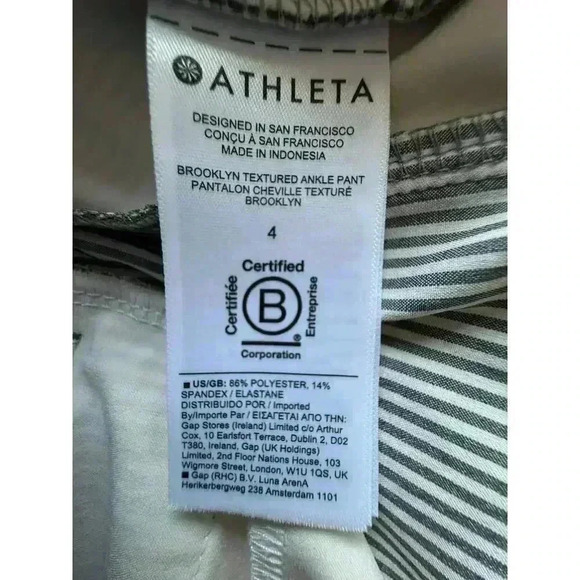 ATHLETA
DESIGNED IN SAN FRANCISCO
CONÇU À SAN FRANCISCO
MADE IN INDONESIA
BROOKLYN TEXTURED ANKLE PANT
PANTALON CHEVILLE TEXTURÉ
BROOKLYN
4
Certified
Certifiée
B
®
Entreprise
Corporation
■ US/GB: 86% POLYESTER, 14%
SPANDEX / ELASTANE
DISTRIBUIDO POR / Imported
By/Importe Par / ΕΙΣΑΓΕΤΑΙ ΑΠΟ ΤΗΝ:
Gap Stores (Ireland) Limited c/o Arthur
Cox, 10 Earlsfort Terrace, Dublin 2, D02
T380, Ireland, Gap (UK Holdings)
Limited, 2nd Floor Nations House, 103
Wigmore Street, London, W1U 1QS, UK
■ Gap (RHC) B.V. Luna ArenA
Herikerbergweg 238 Amsterdam 1101